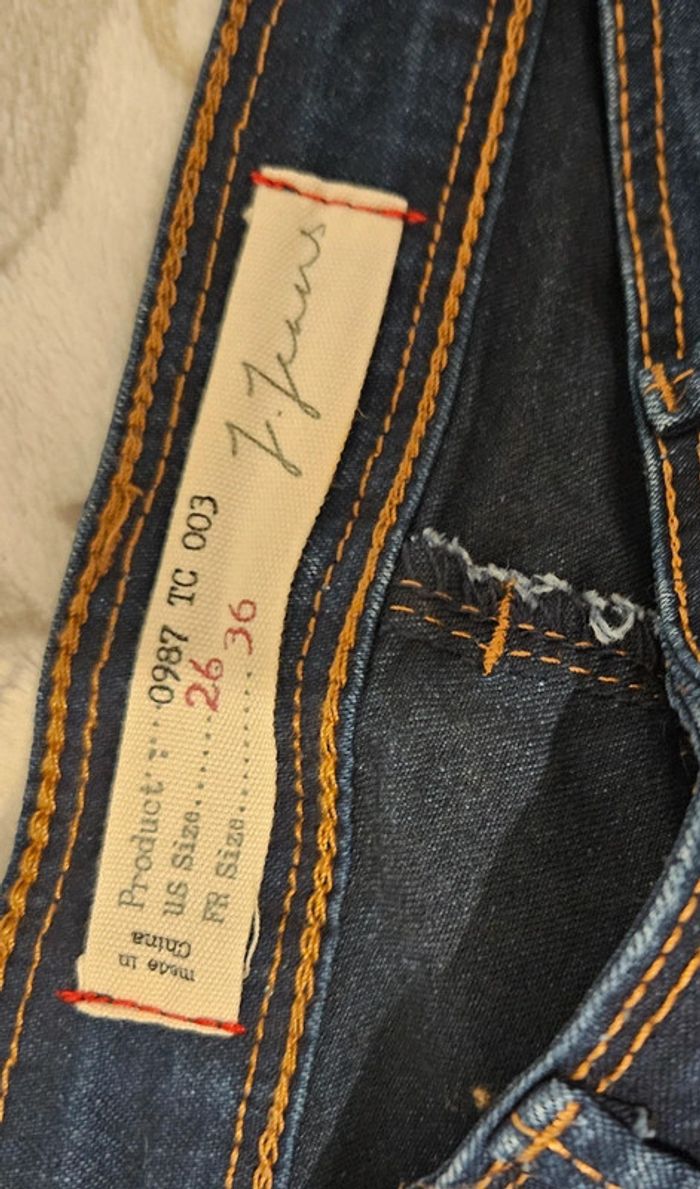 J. Jeans
Product'..:...0987 TC 003
US Size......26
FR Size..........36
made in
China